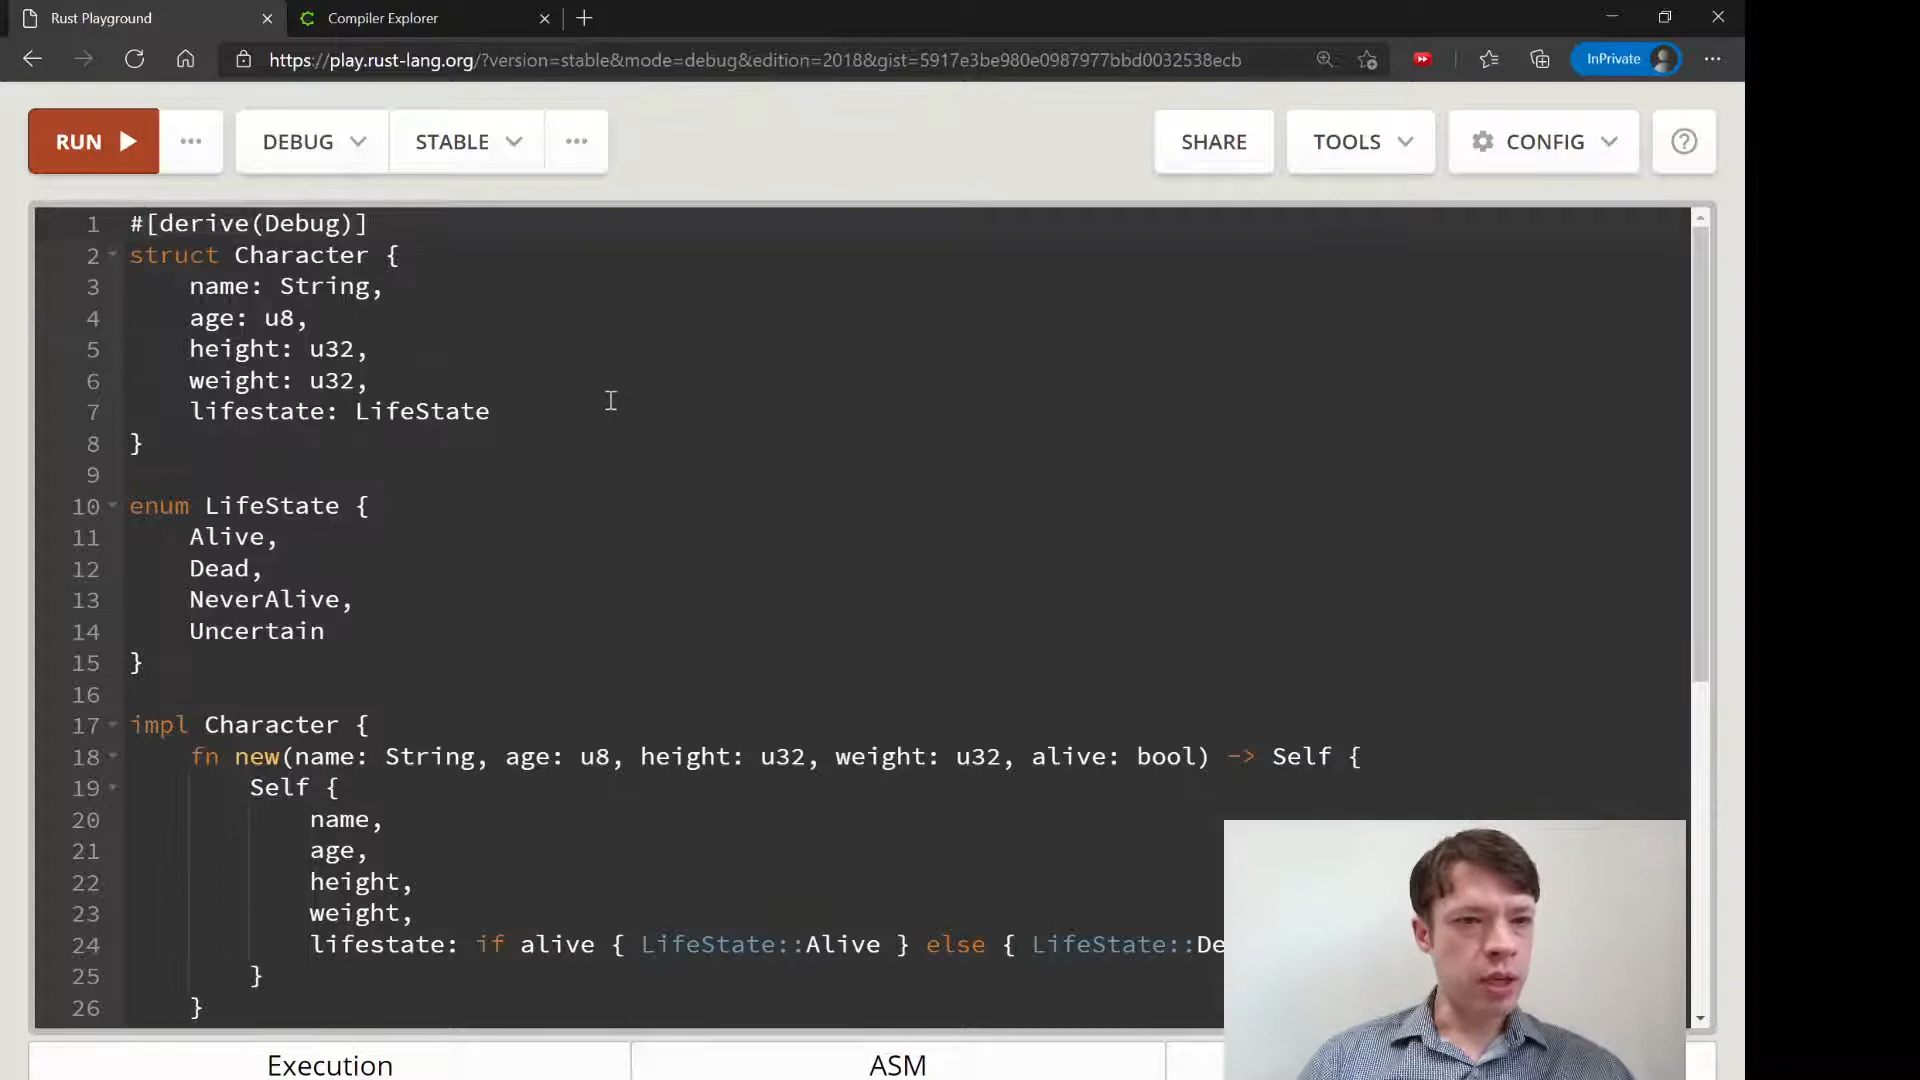 Rust Playground
Compiler Explorer
https://play.rust-lang.org/?version=stable&mode=debug&edition=2018&gist=5917e3be980e0987977bbd0032538ecb
InPrivate
RUN
DEBUG
STABLE
SHARE
TOOLS
CONFIG
1 #[derive(Debug)]
2 struct Character {
3 name: String,
4 age: u8,
5 height: u32,
6 weight: u32,
7 lifestate: LifeState
8 }
9
10 enum LifeState {
11 Alive,
12 Dead,
13 NeverAlive,
14 Uncertain
15 }
16
17 impl Character {
18 fn new(name: String, age: u8, height: u32, weight: u32, alive: bool) -> Self {
19 Self {
20 name,
21 age,
22 height,
23 weight,
24 lifestate: if alive { LifeState::Alive } else { LifeState::De
25 }
26 }
Execution
ASM